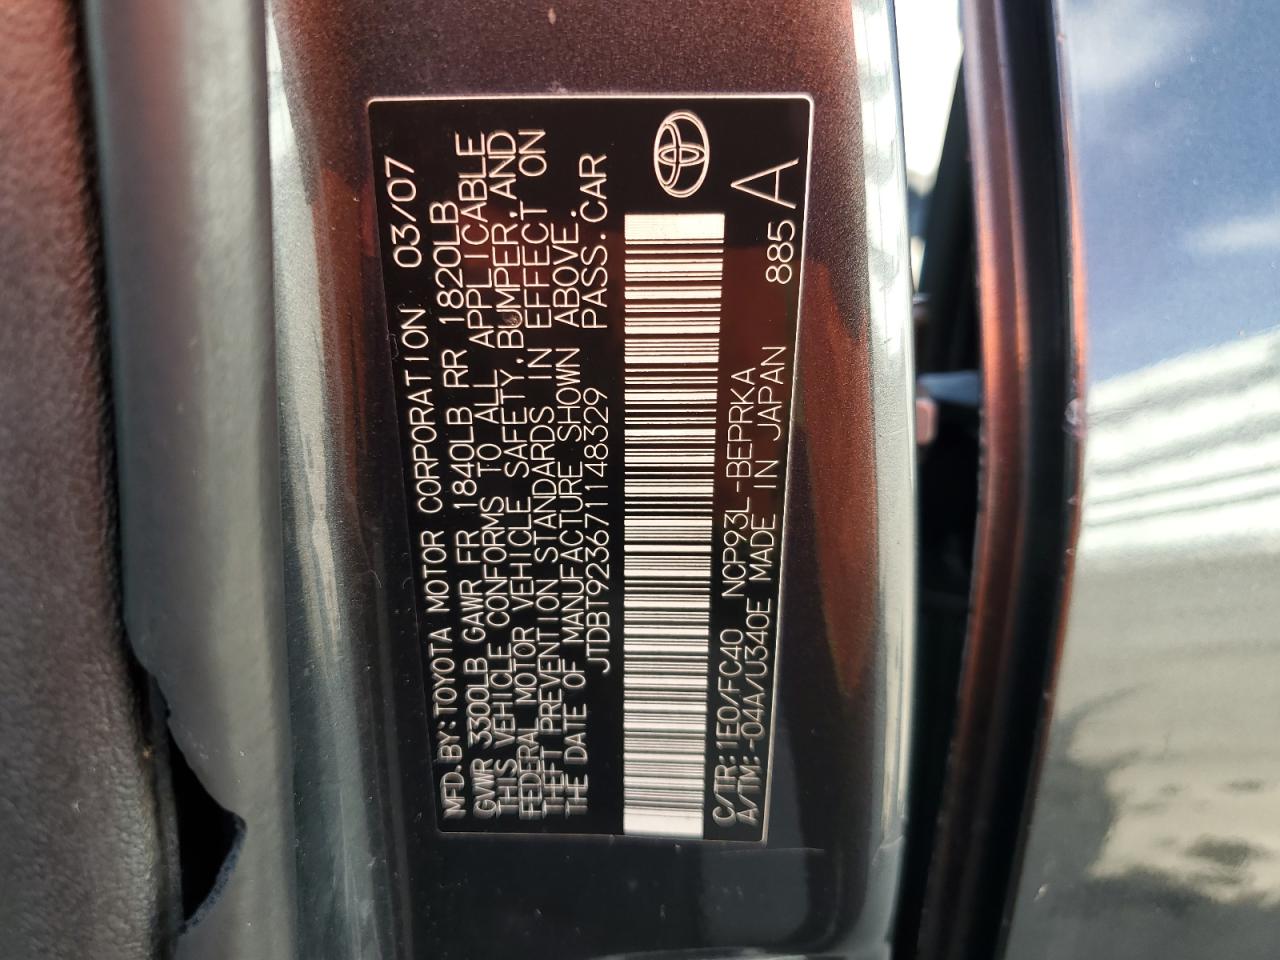 MFD.BY:TOYOTA MOTOR CORPORATION 03/07
GVWR 3300LB GAWR FR 1840LB RR 1820LB
THIS VEHICLE CONFORMS TO ALL APPLICABLE
FEDERAL MOTOR VEHICLE SAFETY,BUMPER,AND
THEFT PREVENTION STANDARDS IN EFFECT ON
THE DATE OF MANUFACTURE SHOWN ABOVE.
JTDBT923671148329 PASS.CAR
C/TR:1E0/FC40 NCP93L-BEPRKA 885 A
A/TM:-04A/U340E MADE IN JAPAN